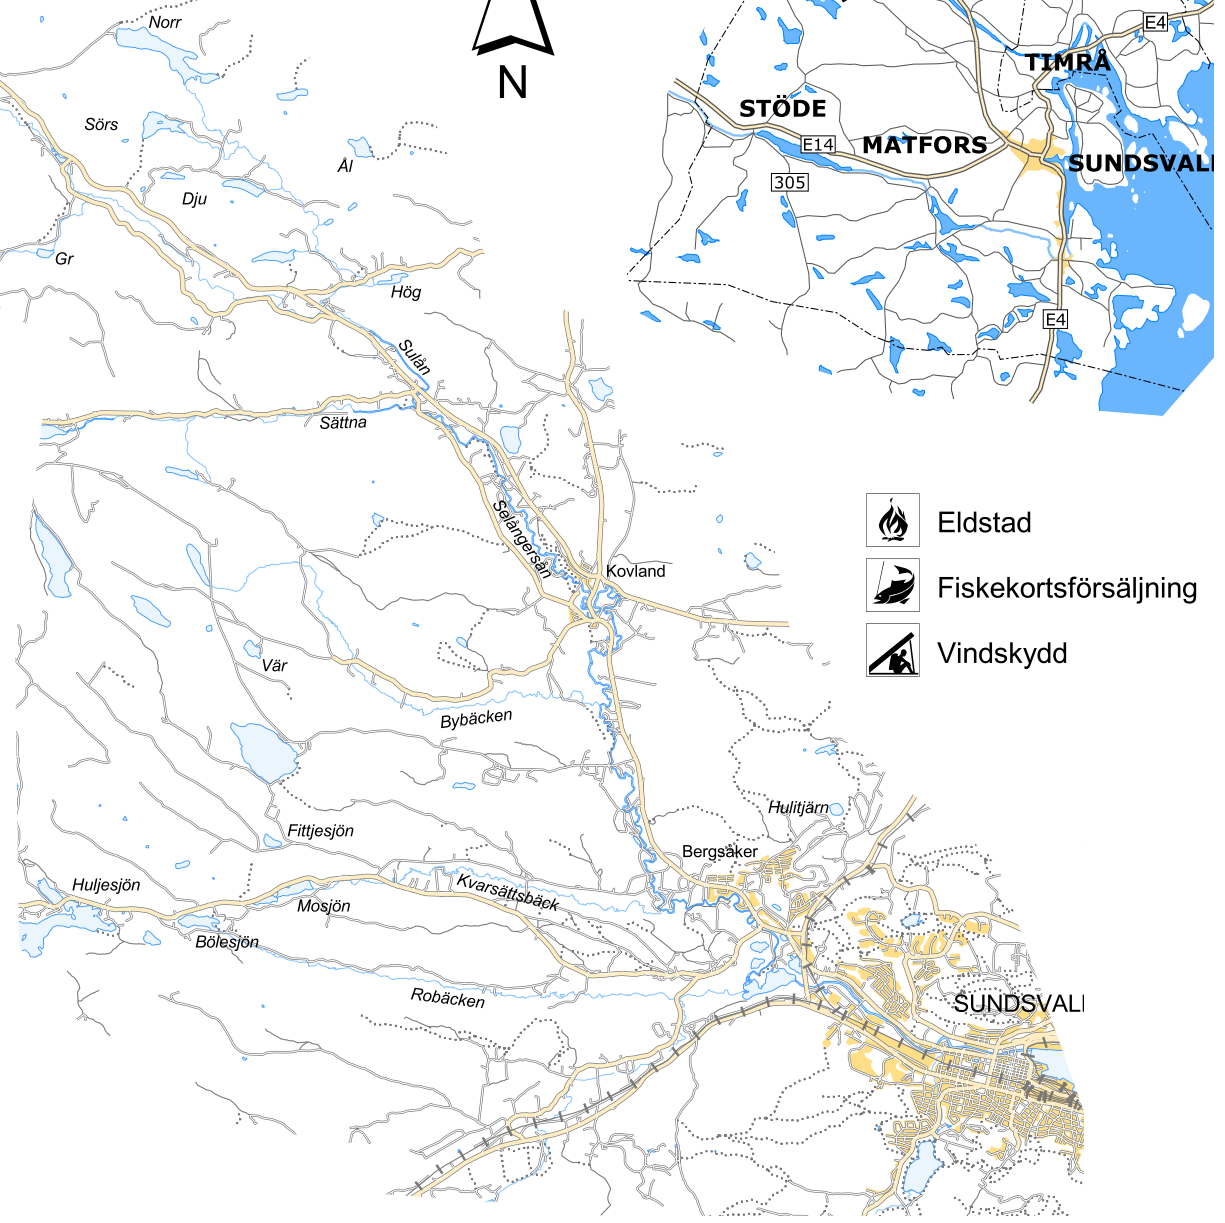 Norr
N
E4
TIMRÅ
STÖDE
E14
MATFORS
SUNDSVALL
305
E4
Sörs
Ål
Dju
Gr
Hög
Sulån
Sättna
Selångersån
Kovland
Eldstad
Fiskekortsförsäljning
Vindskydd
Vär
Bybäcken
Hulitjärn
Fittjesjön
Bergsåker
Huljesjön
Kvarsättsbäck
Mosjön
Bölesjön
Robäcken
SUNDSVALL